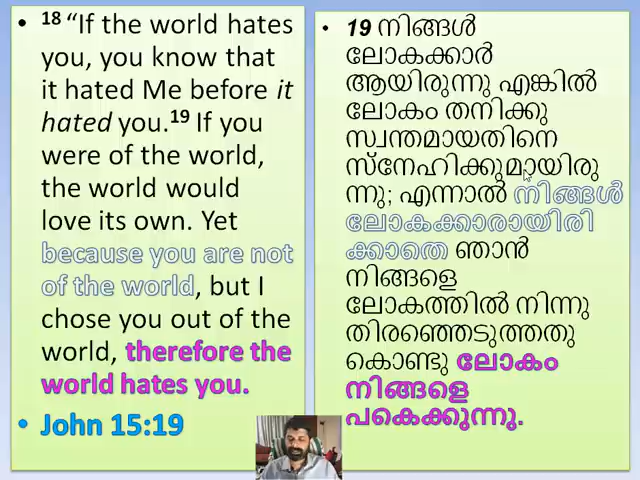 • 18 “If the world hates
you, you know that
it hated Me before it
hated you.19 If you
were of the world,
the world would
love its own. Yet
because you are not
of the world, but I
chose you out of the
world, therefore the
world hates you.
• John 15:19
• 19 നിങ്ങൾ
ലോകക്കാർ
ആയിരുന്നു എങ്കിൽ
ലോകം തനിക്കു
സ്വന്തമായതിനെ
സ്നേഹിക്കുമായിരു
ന്നു; എന്നാൽ നിങ്ങൾ
ലോകക്കാരായിരി
ക്കാതെ ഞാൻ
നിങ്ങളെ
ലോകത്തിൽ നിന്നു
തിരഞ്ഞെടുത്തതു
കൊണ്ടു ലോകം
നിങ്ങളെ
പകെക്കുന്നു.